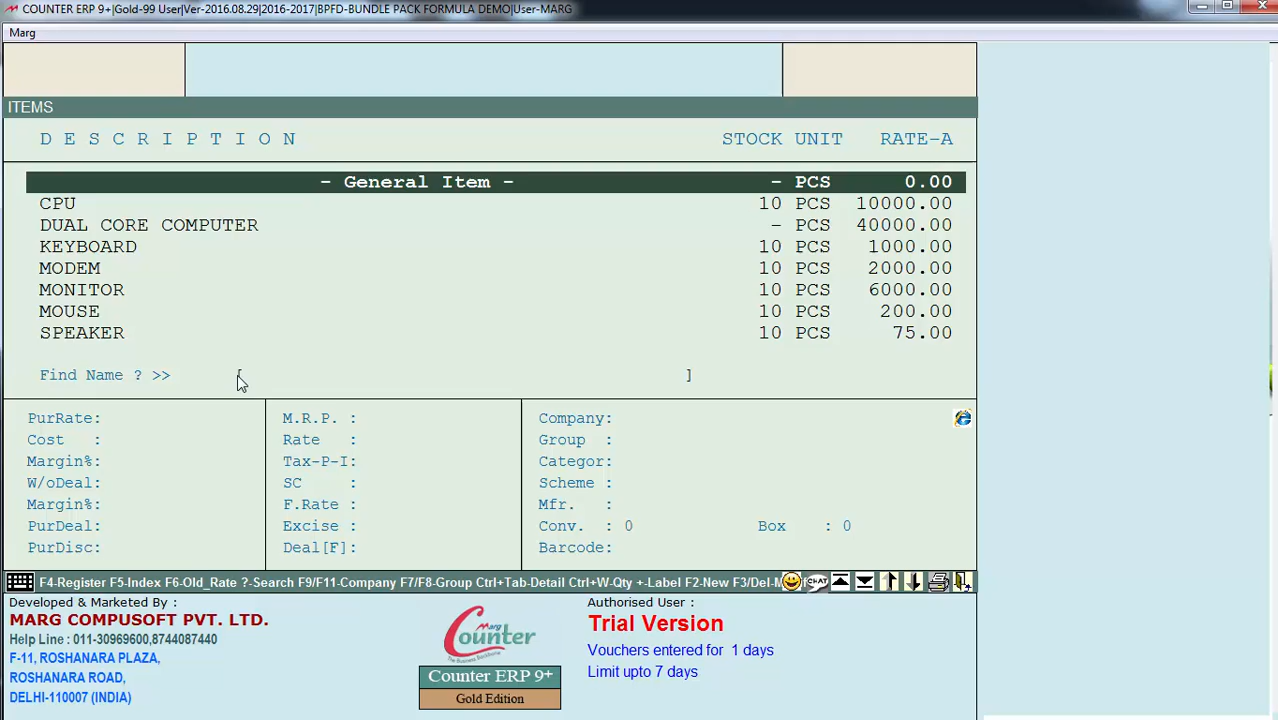 COUNTER ERP 9+|Gold-99 User|Ver-2016.08.29|2016-2017|BPFD-BUNDLE PACK FORMULA DEMO|User-MARG
Marg
ITEMS
D E S C R I P T I O N STOCK UNIT RATE-A
- General Item - - PCS 0.00
CPU 10 PCS 10000.00
DUAL CORE COMPUTER - PCS 40000.00
KEYBOARD 10 PCS 1000.00
MODEM 10 PCS 2000.00
MONITOR 10 PCS 6000.00
MOUSE 10 PCS 200.00
SPEAKER 10 PCS 75.00
Find Name ? >> [ ]
PurRate: M.R.P. : Company:
Cost : Rate : Group :
Margin%: Tax-P-I: Categor:
W/oDeal: SC : Scheme :
Margin%: F.Rate : Mfr. :
PurDeal: Excise : Conv. : 0 Box : 0
PurDisc: Deal[F]: Barcode:
F4-Register F5-Index F6-Old_Rate ?-Search F9/F11-Company F7/F8-Group Ctrl+Tab-Detail Ctrl+W-Qty +-Label F2-New F3/Del-M CHAT
Developed & Marketed By :
MARG COMPUSOFT PVT. LTD.
Help Line : 011-30969600,8744087440
F-11, ROSHANARA PLAZA,
ROSHANARA ROAD,
DELHI-110007 (INDIA)
Marg
Counter
The Business Backbone
Counter ERP 9+
Gold Edition
Authorised User :
Trial Version
Vouchers entered for 1 days
Limit upto 7 days